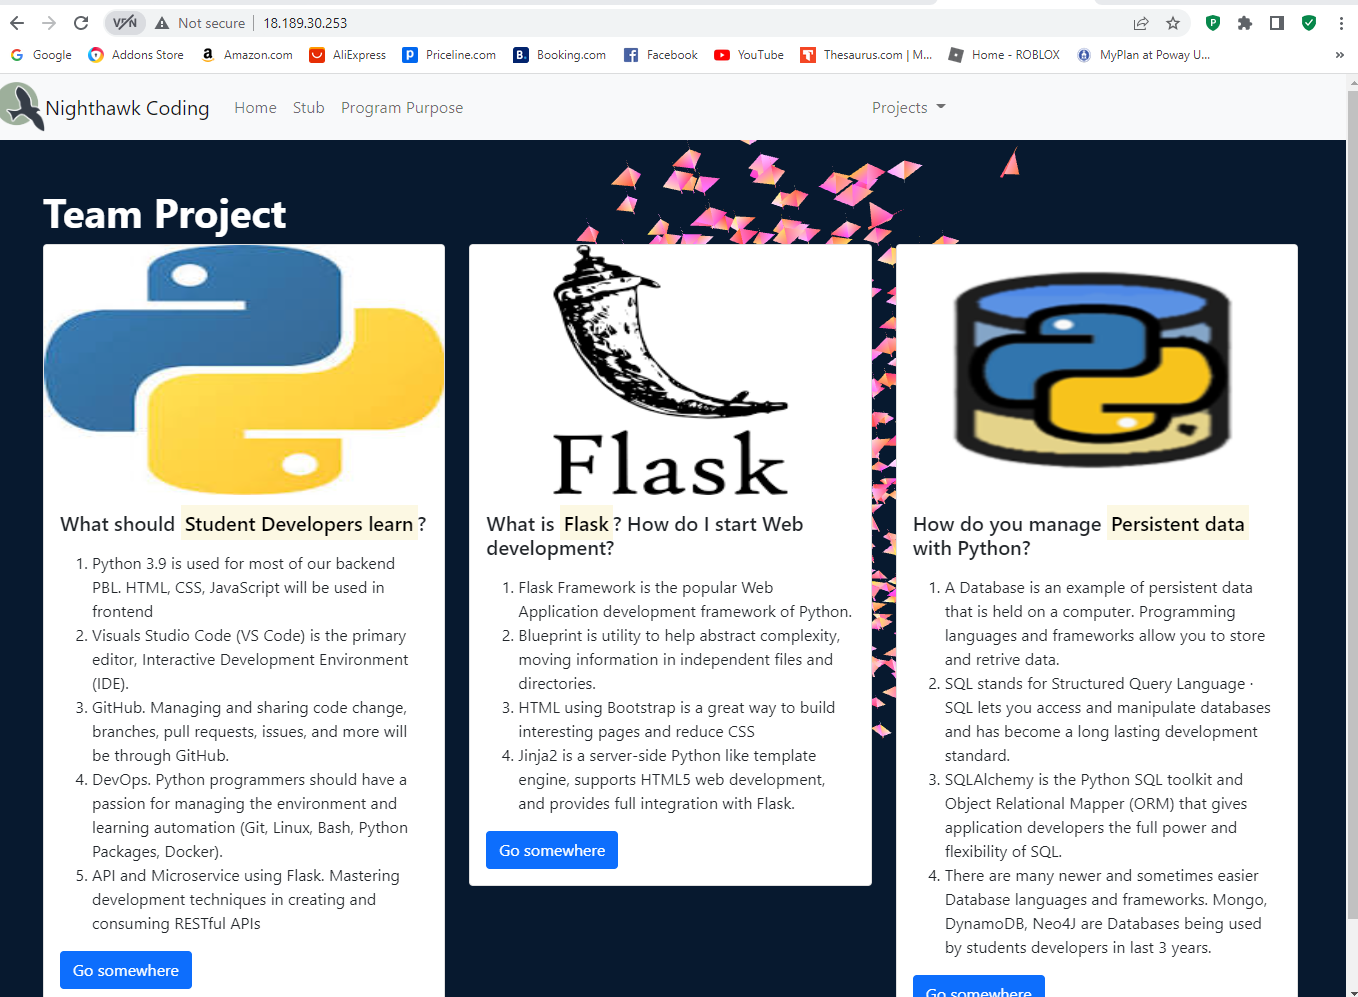 VPN Not secure 18.189.30.253
Google Addons Store Amazon.com AliExpress Priceline.com Booking.com Facebook YouTube Thesaurus.com | M... Home - ROBLOX MyPlan at Poway U... »
Nighthawk Coding Home Stub Program Purpose Projects
Team Project
What should Student Developers learn ?
1. Python 3.9 is used for most of our backend
PBL. HTML, CSS, JavaScript will be used in
frontend
2. Visuals Studio Code (VS Code) is the primary
editor, Interactive Development Environment
(IDE).
3. GitHub. Managing and sharing code change,
branches, pull requests, issues, and more will
be through GitHub.
4. DevOps. Python programmers should have a
passion for managing the environment and
learning automation (Git, Linux, Bash, Python
Packages, Docker).
5. API and Microservice using Flask. Mastering
development techniques in creating and
consuming RESTful APIs
Go somewhere
Flask
What is Flask ? How do I start Web
development?
1. Flask Framework is the popular Web
Application development framework of Python.
2. Blueprint is utility to help abstract complexity,
moving information in independent files and
directories.
3. HTML using Bootstrap is a great way to build
interesting pages and reduce CSS
4. Jinja2 is a server-side Python like template
engine, supports HTML5 web development,
and provides full integration with Flask.
Go somewhere
How do you manage Persistent data
with Python?
1. A Database is an example of persistent data
that is held on a computer. Programming
languages and frameworks allow you to store
and retrive data.
2. SQL stands for Structured Query Language ·
SQL lets you access and manipulate databases
and has become a long lasting development
standard.
3. SQLAlchemy is the Python SQL toolkit and
Object Relational Mapper (ORM) that gives
application developers the full power and
flexibility of SQL.
4. There are many newer and sometimes easier
Database languages and frameworks. Mongo,
DynamoDB, Neo4J are Databases being used
by students developers in last 3 years.
Go somewhere